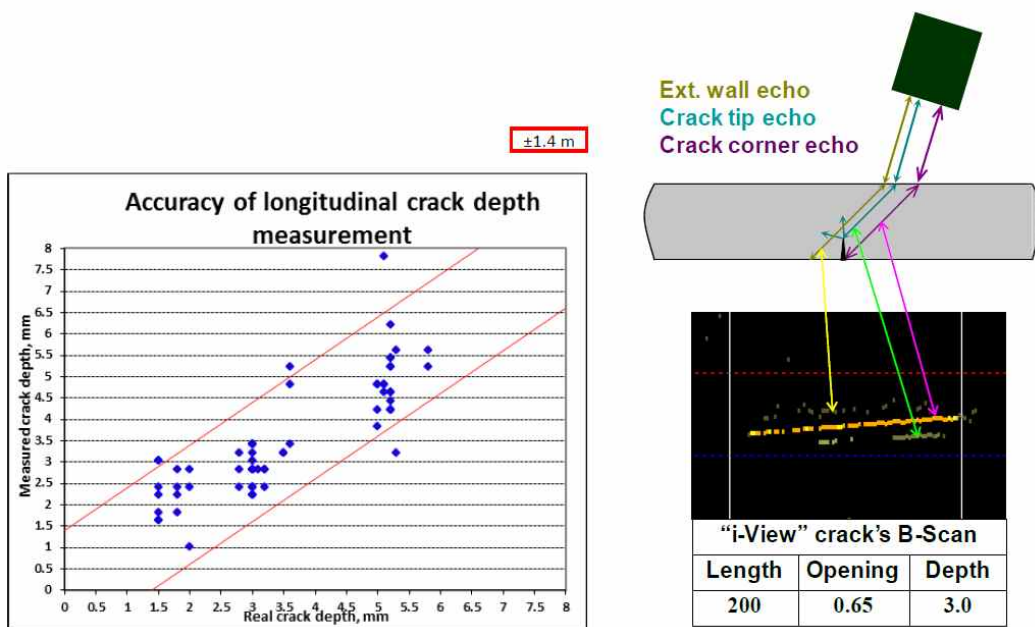 ±1.4 m
Accuracy of longitudinal crack depth
measurement
Measured crack depth, mm
8
7.5
7
6.5
6
5.5
5
4.5
4
3.5
3
2.5
2
1.5
1
0.5
0
0 0.5 1 1.5 2 2.5 3 3.5 4 4.5 5 5.5 6 6.5 7 7.5 8
Real crack depth, mm
Ext. wall echo
Crack tip echo
Crack corner echo
“i-View” crack’s B-Scan
Length Opening Depth
200 0.65 3.0